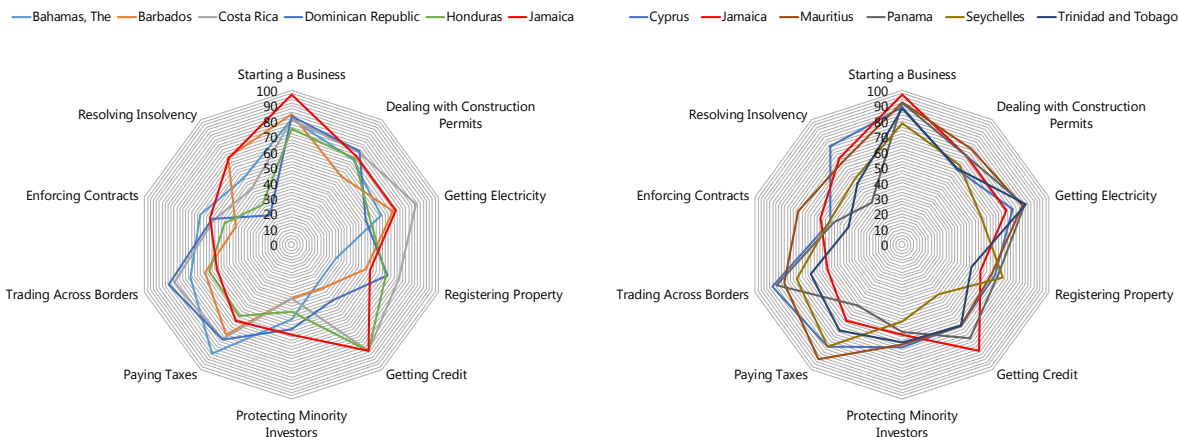 Bahamas, The Barbados Costa Rica Dominican Republic Honduras Jamaica
Starting a Business
100
90
80
70
60
50
40
30
20
10
0
Dealing with Construction
Permits
Getting Electricity
Registering Property
Getting Credit
Protecting Minority
Investors
Paying Taxes
Trading Across Borders
Enforcing Contracts
Resolving Insolvency
Cyprus Jamaica Mauritius Panama Seychelles Trinidad and Tobago
Starting a Business
100
90
80
70
60
50
40
30
20
10
0
Dealing with Construction
Permits
Getting Electricity
Registering Property
Getting Credit
Protecting Minority
Investors
Paying Taxes
Trading Across Borders
Enforcing Contracts
Resolving Insolvency